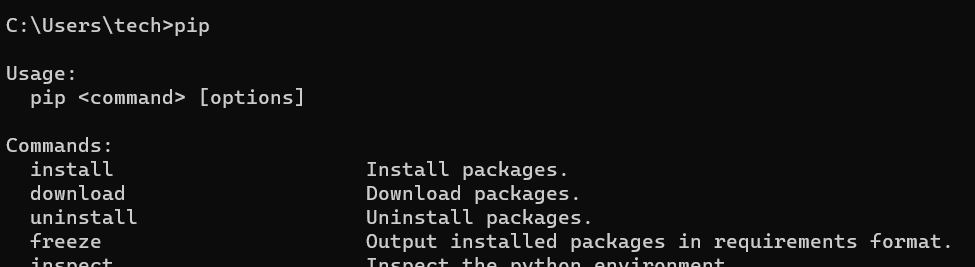 C:\Users\tech>pip
Usage:
pip <command> [options]
Commands:
install Install packages.
download Download packages.
uninstall Uninstall packages.
freeze Output installed packages in requirements format.
inspect Inspect the python environment.